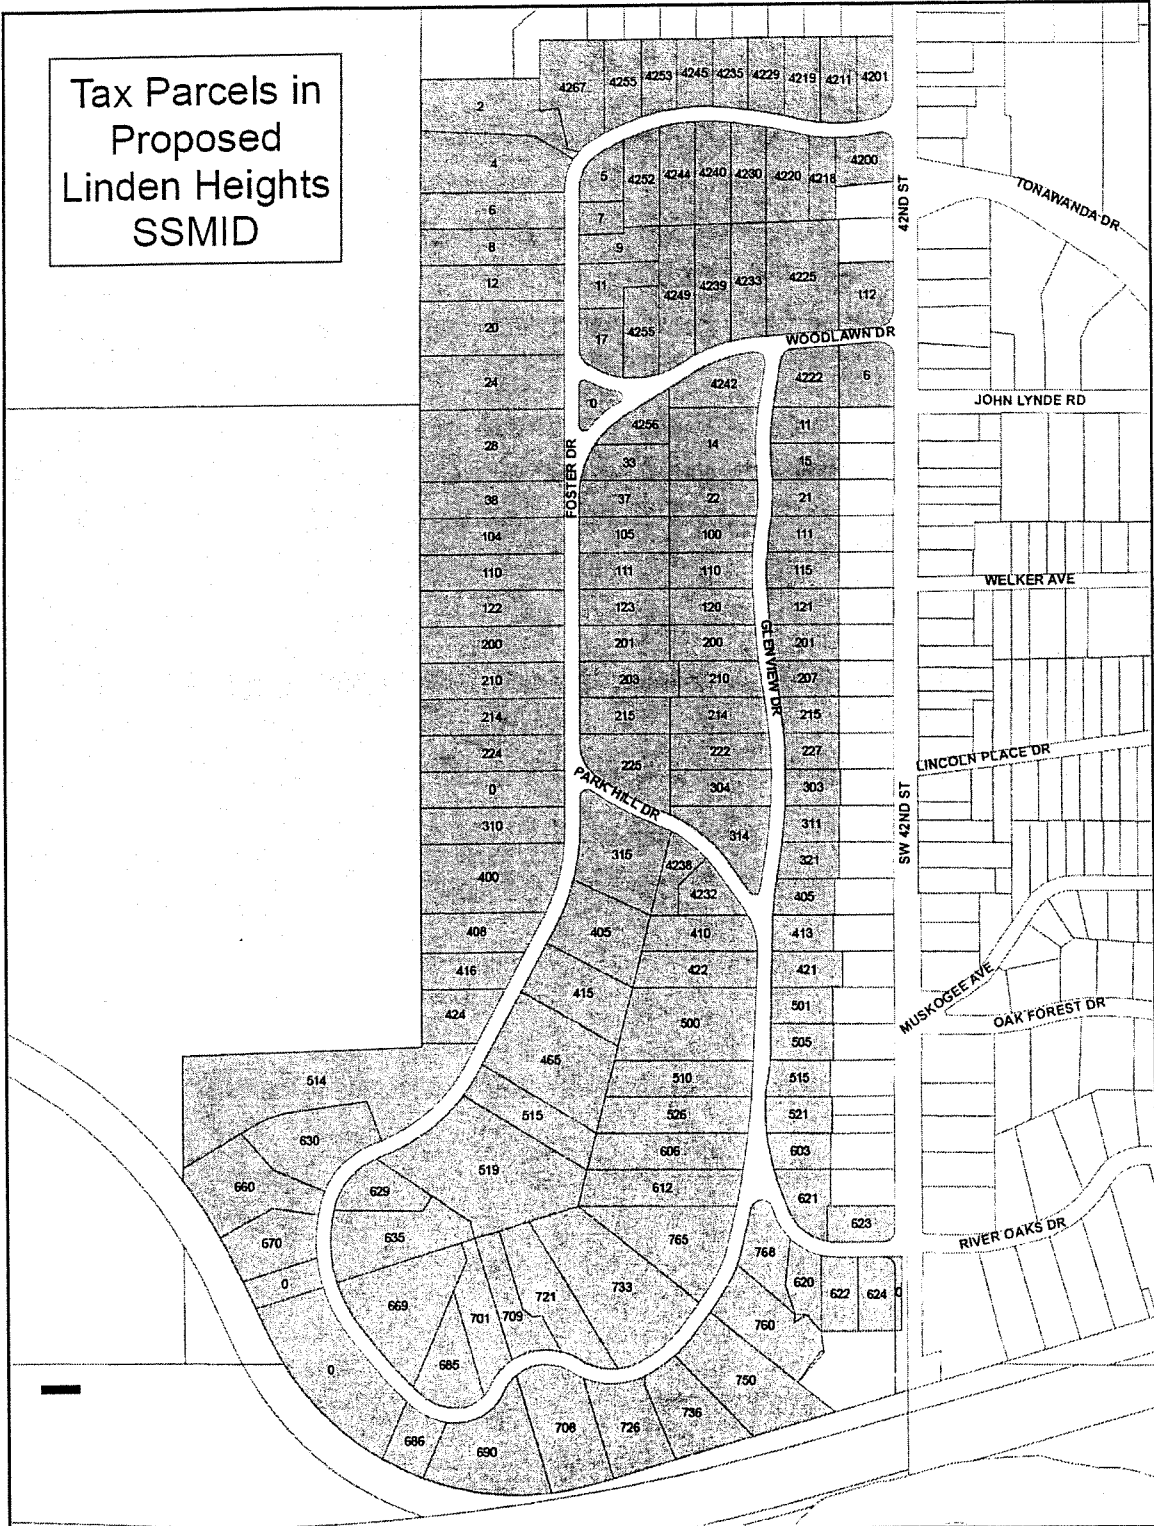 Tax Parcels in
Proposed
Linden Heights
SSMID
4267 4255 4253 4245 4235 4229 4219 4211 4201
2
4 5 4252 4244 4240 4230 4220 4218 4200
42ND ST
TONAWANDA DR
6 7
8 9
12 11 4249 4239 4233 4225 112
20 17 4255
WOODLAWN DR
24 0 4242 4222 6
JOHN LYNDE RD
28 4256 14 11
33 15
FOSTER DR
38 37 22 21
104 105 100 111
110 111 110 115
WELKER AVE
122 123 120 121
200 201 200 201
GLENVIEW DR
210 203 210 207
214 215 214 215
224 225 222 227
LINCOLN PLACE DR
0 304 303
PARK HILL DR
310 314 311
SW 42ND ST
400 315 4238 321
4232 405
408 405 410 413
416 415 422 421
MUSKOGEE AVE
424 500 501
OAK FOREST DR
465 505
514 510 515
515 526 521
630 519 606 603
660 629 612 621
670 635 765 623
RIVER OAKS DR
0 768
669 701 709 721 733 620 622 624 0
760
0 685 750
686 690 708 726 736